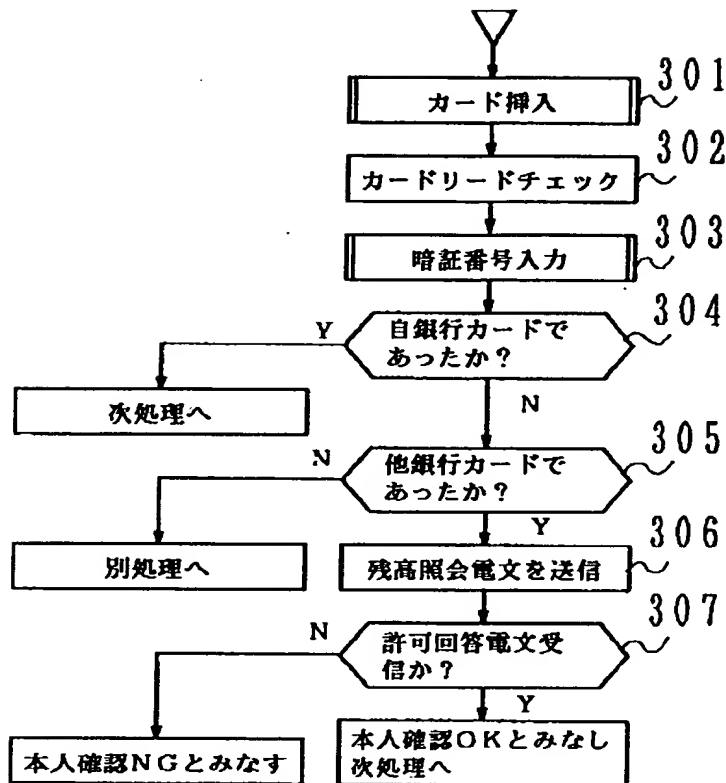 301
カード挿入
302
カードリードチェック
303
暗証番号入力
304
自銀行カードで
あったか？
Y
N
次処理へ
305
他銀行カードで
あったか？
N
Y
別処理へ
306
残高照会電文を送信
307
許可回答電文受
信か？
N
Y
本人確認NGとみなす
本人確認OKとみなし
次処理へ